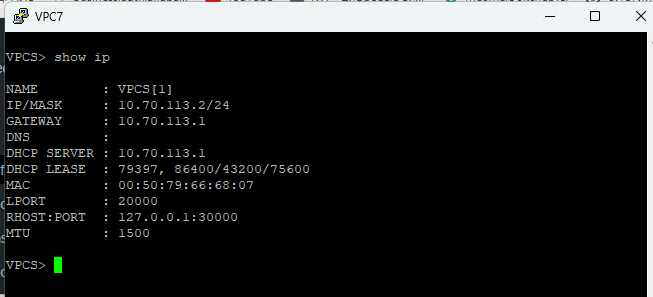 VPC7
VPCS> show ip
NAME        : VPCS[1]
IP/MASK     : 10.70.113.2/24
GATEWAY     : 10.70.113.1
DNS         :
DHCP SERVER : 10.70.113.1
DHCP LEASE  : 79397, 86400/43200/75600
MAC         : 00:50:79:66:68:07
LPORT       : 20000
RHOST:PORT  : 127.0.0.1:30000
MTU         : 1500
VPCS>